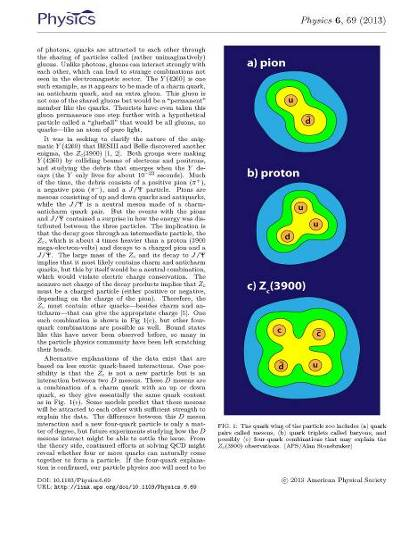 Physics
Physics 6, 69 (2013)
of photons, quarks are attracted to each other through
the sharing of particles called (rather unimaginatively)
gluons. Unlike photons, gluons can interact strongly with
each other, which can lead to strange combinations not
seen in the electromagnetic sector. The Y(4260) is one
such example, as it appears to be made of a charm quark,
an anticharm quark, and an extra gluon. This gluon is
not one of the shared gluons but would be a “permanent”
member like the quarks. Theorists have even taken this
gluon permanence one step further with a hypothetical
particle called a “glueball” that would be all gluons, no
quarks—like an atom of pure light.
It was in seeking to clarify the nature of the enig-
matic Y(4260) that BESIII and Belle discovered another
enigma, the Zc(3900) [1, 2]. Both groups were making
Y(4260) by colliding beams of electrons and positrons,
and studying the debris that emerges when the Y de-
cays (the Y only lives for about 10⁻²³ seconds). Much
of the time, the debris consists of a positive pion (π⁺),
a negative pion (π⁻), and a J/Ψ particle. Pions are
mesons consisting of up and down quarks and antiquarks,
while the J/Ψ is a neutral meson made of a charm-
anticharm quark pair. But the events with the pions
and J/Ψ contained a surprise in how the energy was dis-
tributed between the three particles. The implication is
that the decay goes through an intermediate particle, the
Zc, which is about 4 times heavier than a proton (3900
mega-electron-volts) and decays to a charged pion and a
J/Ψ. The large mass of the Zc and its decay to J/Ψ
implies that it most likely contains charm and anticharm
quarks, but this by itself would be a neutral combination,
which would violate electric charge conservation. The
nonzero net charge of the decay products implies that Zc
must be a charged particle (either positive or negative,
depending on the charge of the pion). Therefore, the
Zc must contain other quarks—besides charm and an-
ticharm—that can give the appropriate charge [5]. One
such combination is shown in Fig 1(c), but other four-
quark combinations are possible as well. Bound states
like this have never been observed before, so many in
the particle physics community have been left scratching
their heads.
Alternative explanations of the data exist that are
based on less exotic quark-based interactions. One pos-
sibility is that the Zc is not a new particle but is an
interaction between two D mesons. These D mesons are
a combination of a charm quark with an up or down
quark, so they give essentially the same quark content
as in Fig. 1(c). Some models predict that these mesons
will be attracted to each other with sufficient strength to
explain the data. The difference between this D meson
interaction and a new four-quark particle is only a mat-
ter of degree, but future experiments studying how the D
mesons interact might be able to settle the issue. From
the theory side, continued efforts at solving QCD might
reveal whether four or more quarks can naturally come
together to form a particle. If the four-quark explana-
tion is confirmed, our particle physics zoo will need to be
a) pion
u
d̄
b) proton
u
u
d
c) Zc(3900)
c
c̄
d̄
u
FIG. 1: The quark wing of the particle zoo includes (a) quark
pairs called mesons, (b) quark triplets called baryons, and
possibly (c) four-quark combinations that may explain the
Zc(3900) observations. (APS/Alan Stonebraker)
DOI: 10.1103/Physics.6.69
URL: http://link.aps.org/doi/10.1103/Physics.6.69
© 2013 American Physical Society